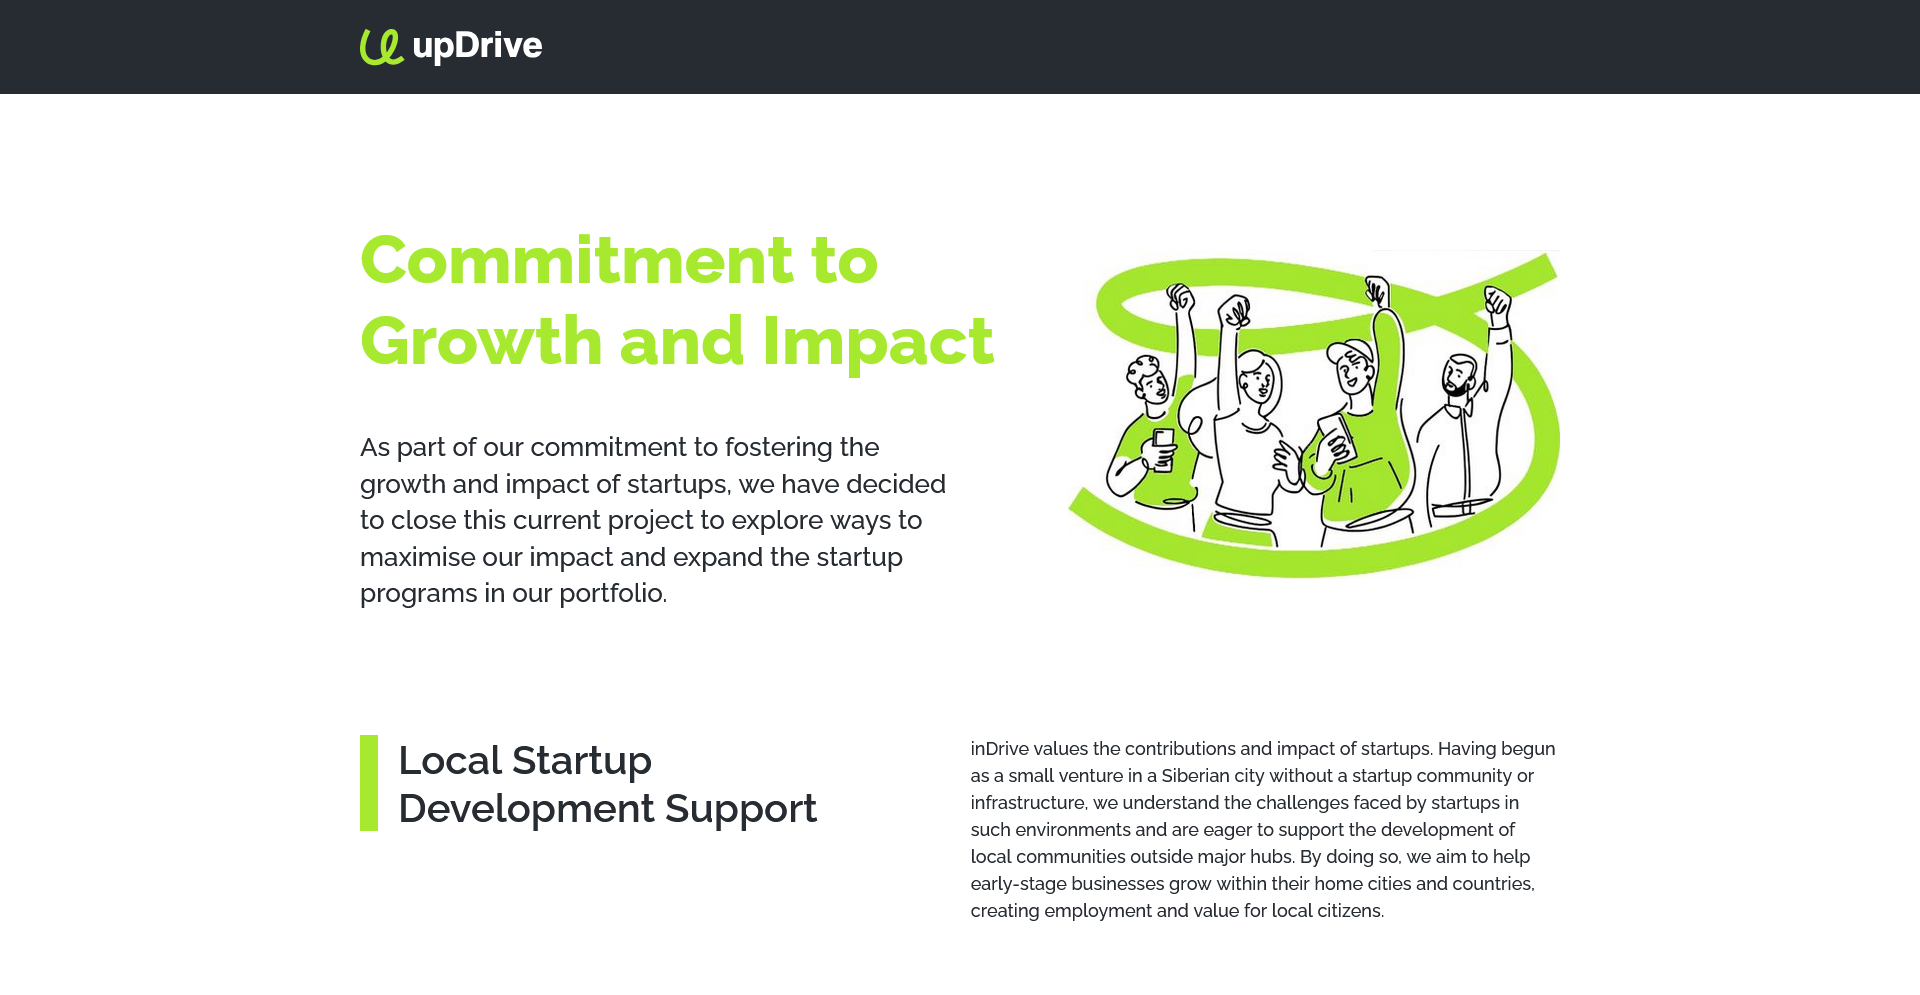 upDrive
Commitment to
Growth and Impact
As part of our commitment to fostering the
growth and impact of startups, we have decided
to close this current project to explore ways to
maximise our impact and expand the startup
programs in our portfolio.
Local Startup
Development Support
inDrive values the contributions and impact of startups. Having begun
as a small venture in a Siberian city without a startup community or
infrastructure, we understand the challenges faced by startups in
such environments and are eager to support the development of
local communities outside major hubs. By doing so, we aim to help
early-stage businesses grow within their home cities and countries,
creating employment and value for local citizens.